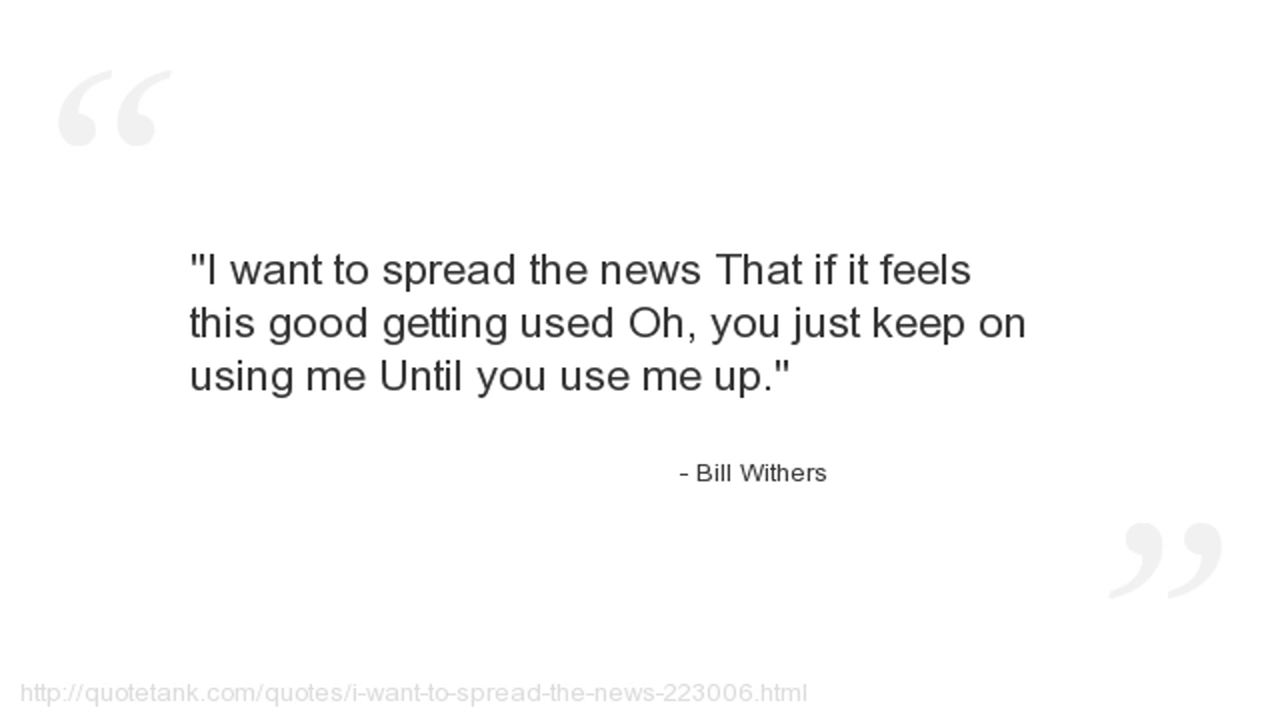 "I want to spread the news That if it feels
this good getting used Oh, you just keep on
using me Until you use me up."
- Bill Withers
http://quotetank.com/quotes/i-want-to-spread-the-news-223006.html